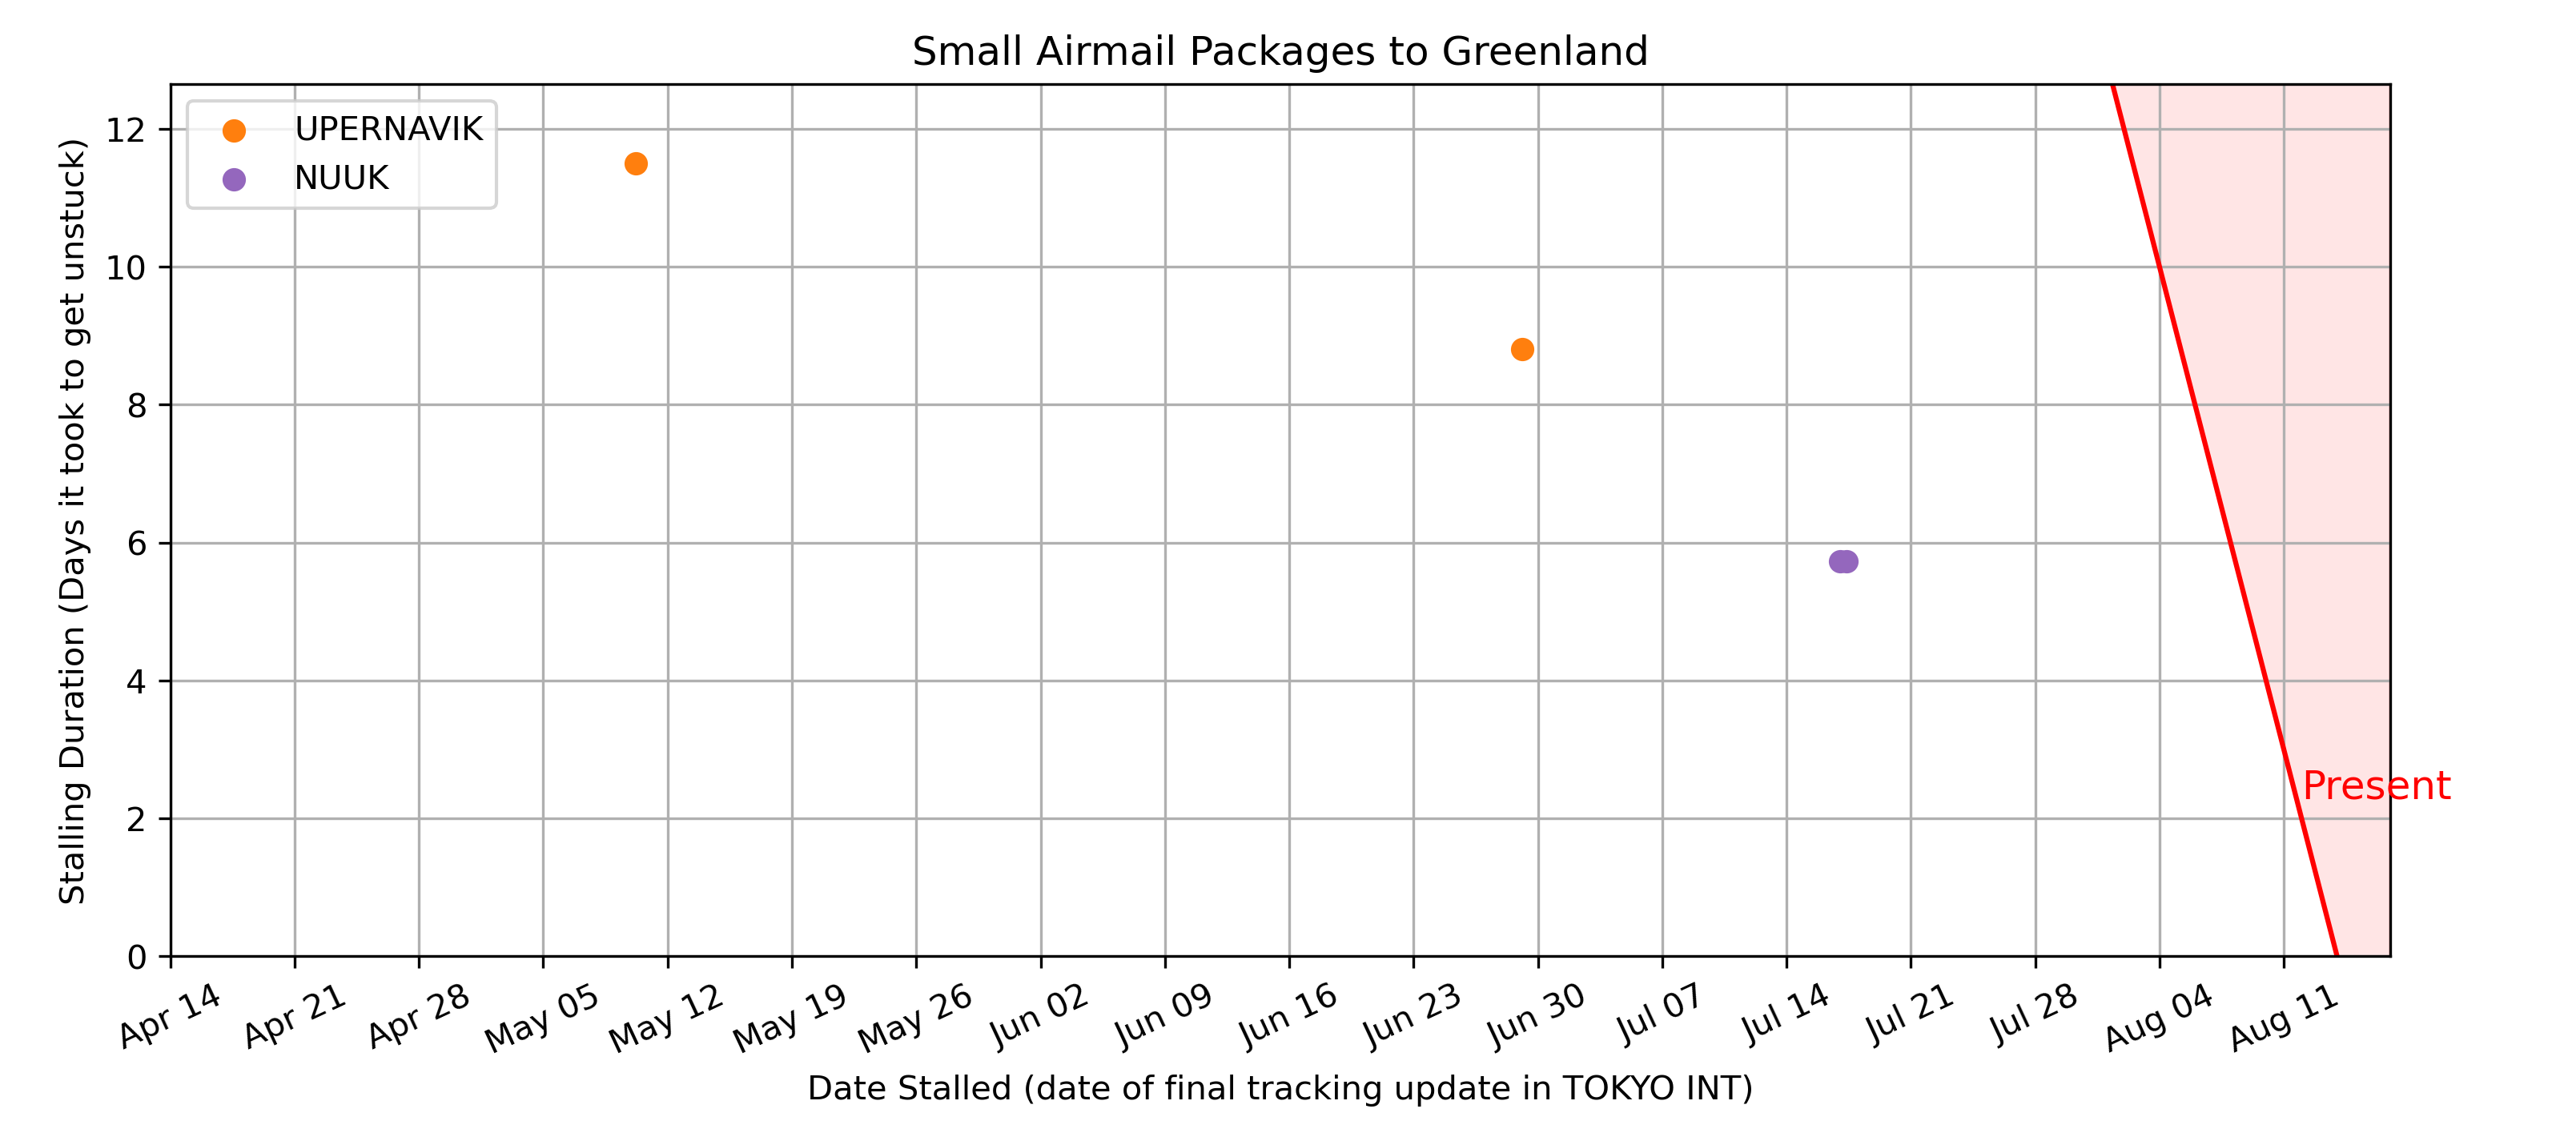 Small Airmail Packages to Greenland
UPERNAVIK
NUUK
Stalling Duration (Days it took to get unstuck)
12
10
8
6
4
2
0
Present
Apr 14
Apr 21
Apr 28
May 05
May 12
May 19
May 26
Jun 02
Jun 09
Jun 16
Jun 23
Jun 30
Jul 07
Jul 14
Jul 21
Jul 28
Aug 04
Aug 11
Date Stalled (date of final tracking update in TOKYO INT)